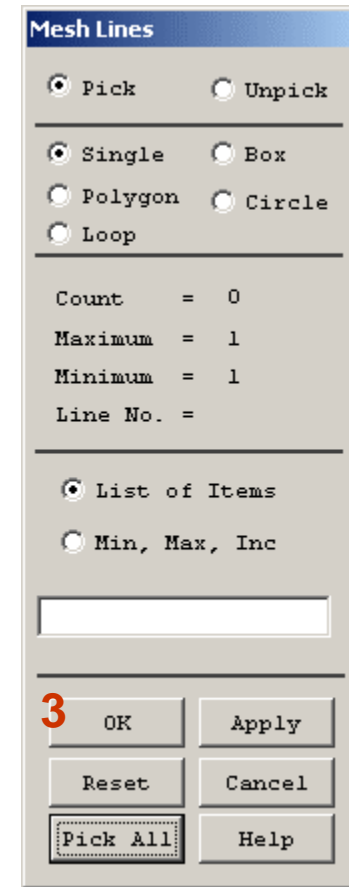 Mesh Lines
Pick Unpick
Single Box
Polygon Circle
Loop
Count = 0
Maximum = 1
Minimum = 1
Line No. =
List of Items
Min, Max, Inc
3 OK Apply
Reset Cancel
Pick All Help